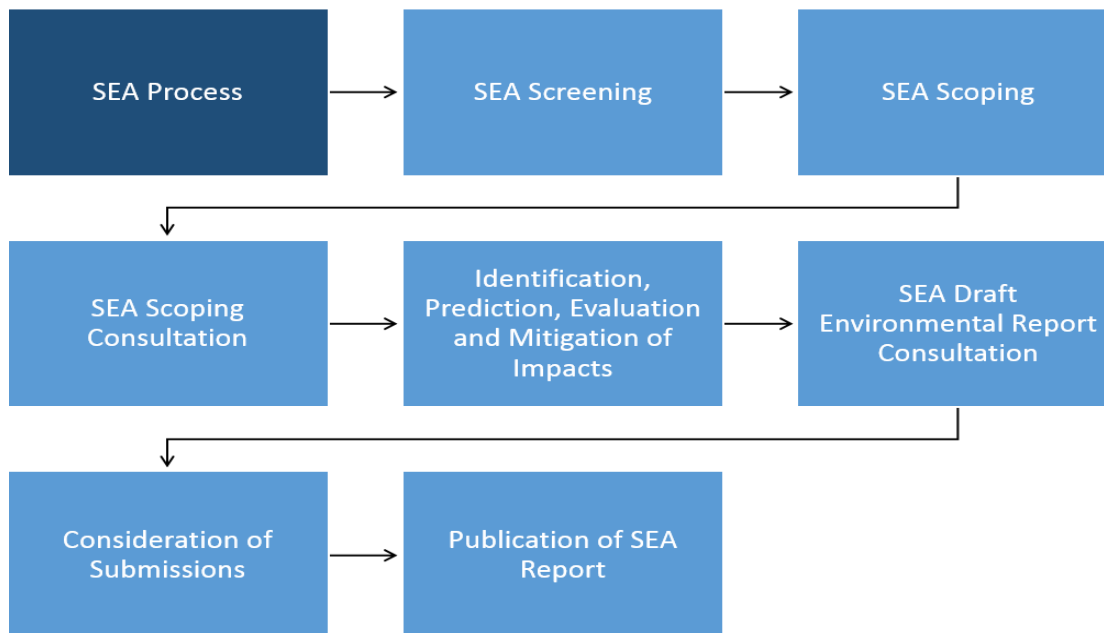 SEA Process
SEA Screening
SEA Scoping
SEA Scoping
Consultation
Identification,
Prediction, Evaluation
and Mitigation of
Impacts
SEA Draft
Environmental Report
Consultation
Consideration of
Submissions
Publication of SEA
Report